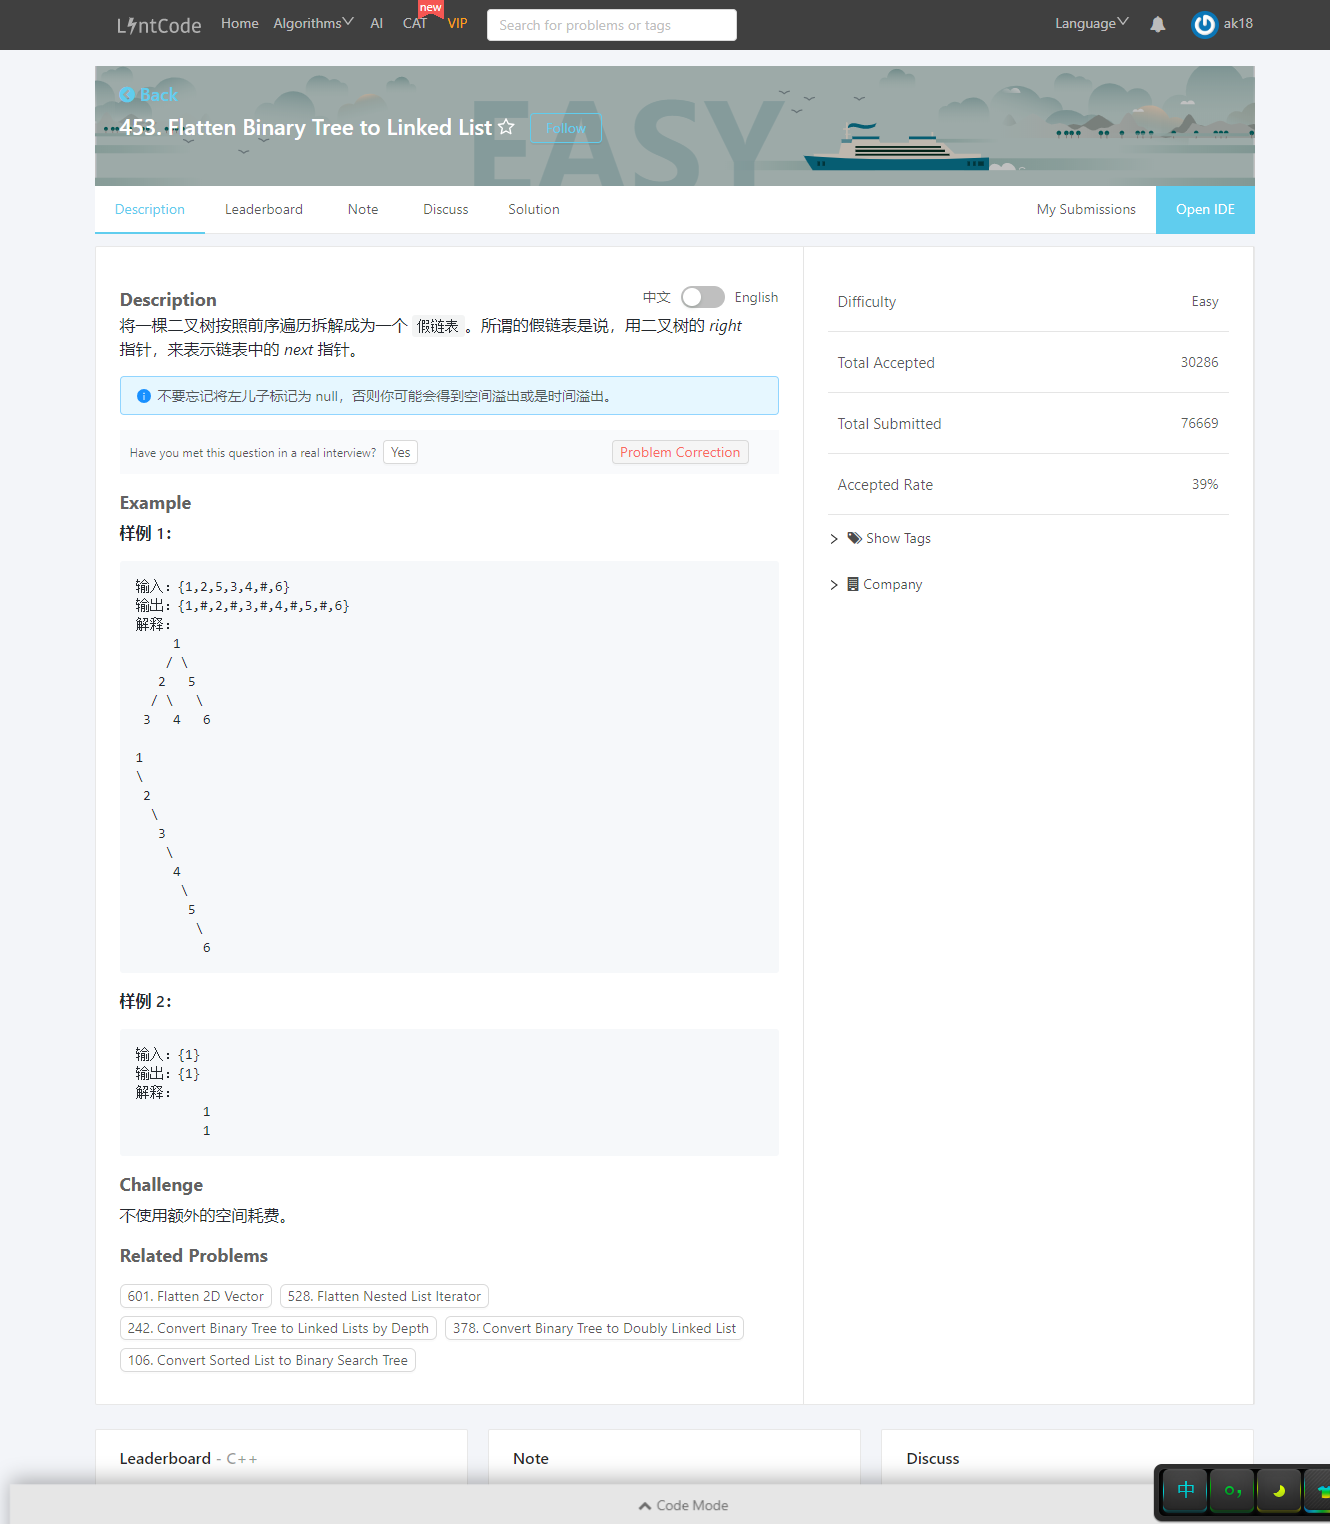 LintCode Home Algorithms AI CAT new VIP Search for problems or tags Language ak18
Back
453. Flatten Binary Tree to Linked List Follow
EASY
Description Leaderboard Note Discuss Solution My Submissions Open IDE
Description 中文 English
将一棵二叉树按照前序遍历拆解成为一个 假链表 。所谓的假链表是说，用二叉树的 right
指针，来表示链表中的 next 指针。
不要忘记将左儿子标记为 null，否则你可能会得到空间溢出或是时间溢出。
Have you met this question in a real interview? Yes Problem Correction
Example
样例 1：
输入：{1,2,5,3,4,#,6}
输出：{1,#,2,#,3,#,4,#,5,#,6}
解释：
     1
    / \
   2   5
  / \   \
 3   4   6
1
\
 2
  \
   3
    \
     4
      \
       5
        \
         6
样例 2：
输入：{1}
输出：{1}
解释：
         1
         1
Challenge
不使用额外的空间耗费。
Related Problems
601. Flatten 2D Vector 528. Flatten Nested List Iterator
242. Convert Binary Tree to Linked Lists by Depth 378. Convert Binary Tree to Doubly Linked List
106. Convert Sorted List to Binary Search Tree
Difficulty Easy
Total Accepted 30286
Total Submitted 76669
Accepted Rate 39%
Show Tags
Company
Leaderboard - C++ Note Discuss
Code Mode
中 ，